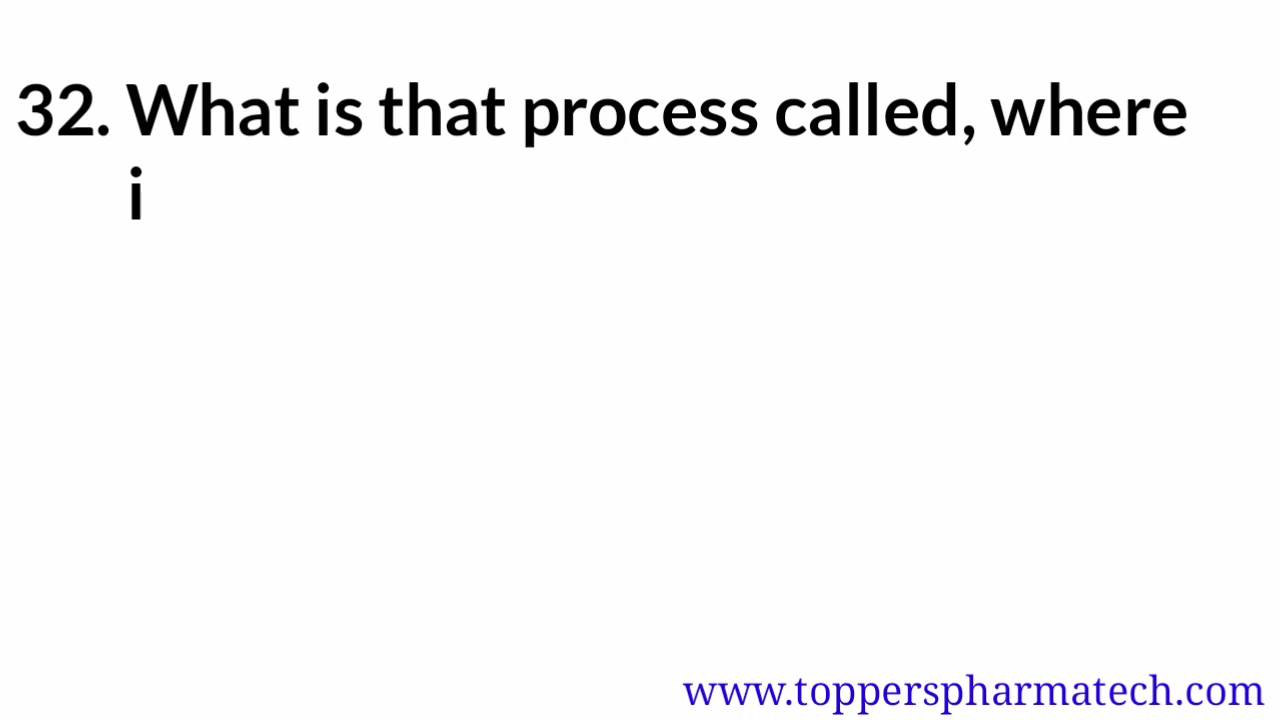 32. What is that process called, where
i
www.topperspharmatech.com